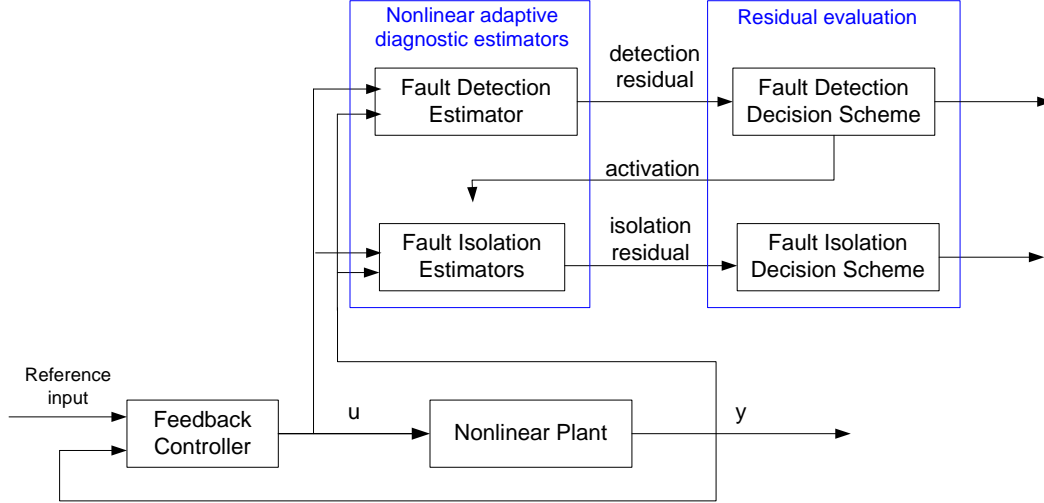 Nonlinear adaptive
diagnostic estimators
Residual evaluation
Fault Detection
Estimator
detection
residual
Fault Detection
Decision Scheme
activation
Fault Isolation
Estimators
isolation
residual
Fault Isolation
Decision Scheme
Reference
input
Feedback
Controller
u
Nonlinear Plant
y